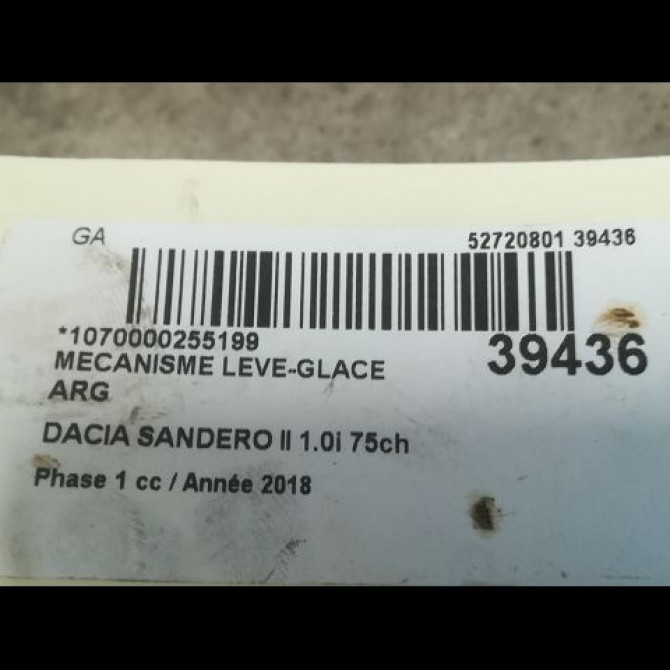 GA
52720801 39436
*1070000255199
39436
MECANISME LEVE-GLACE
ARG
DACIA SANDERO II 1.0i 75ch
Phase 1 cc / Année 2018